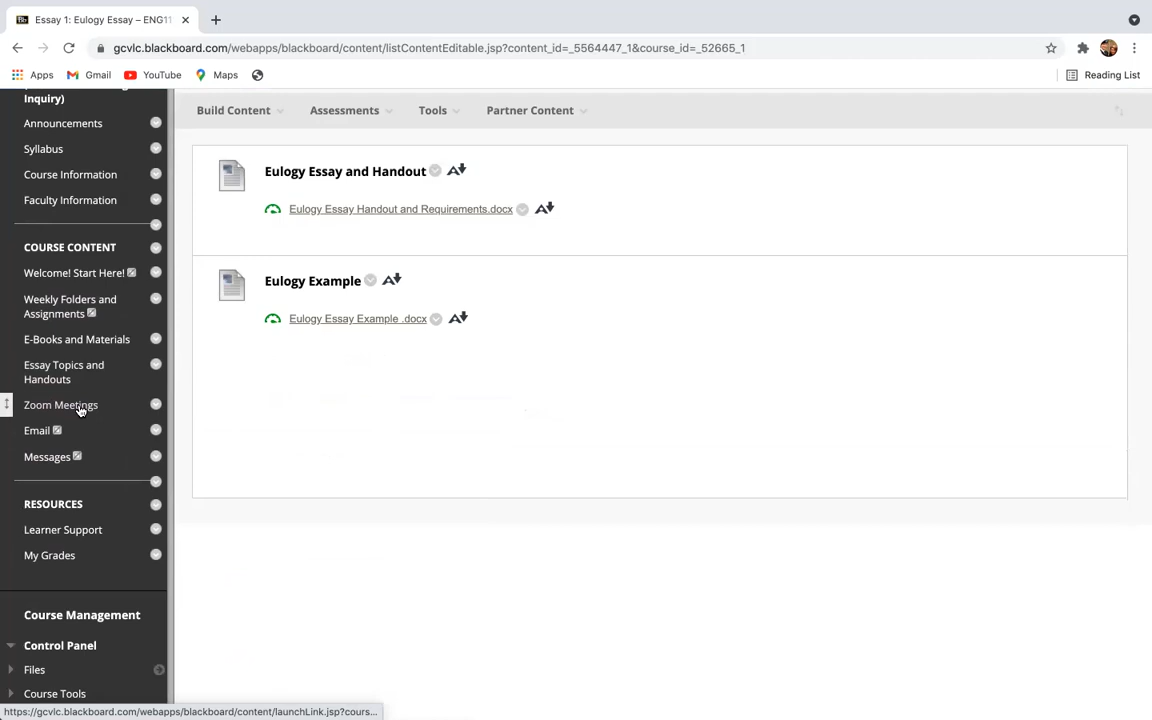 Essay 1: Eulogy Essay – ENG11
gcvlc.blackboard.com/webapps/blackboard/content/listContentEditable.jsp?content_id=_5564447_1&course_id=_52665_1
Apps Gmail YouTube Maps Reading List
Inquiry)
Announcements
Syllabus
Course Information
Faculty Information
COURSE CONTENT
Welcome! Start Here!
Weekly Folders and
Assignments
E-Books and Materials
Essay Topics and
Handouts
Zoom Meetings
Email
Messages
RESOURCES
Learner Support
My Grades
Course Management
Control Panel
Files
Course Tools
Build Content Assessments Tools Partner Content
Eulogy Essay and Handout
Eulogy Essay Handout and Requirements.docx
Eulogy Example
Eulogy Essay Example .docx
https://gcvlc.blackboard.com/webapps/blackboard/content/launchLink.jsp?cours...